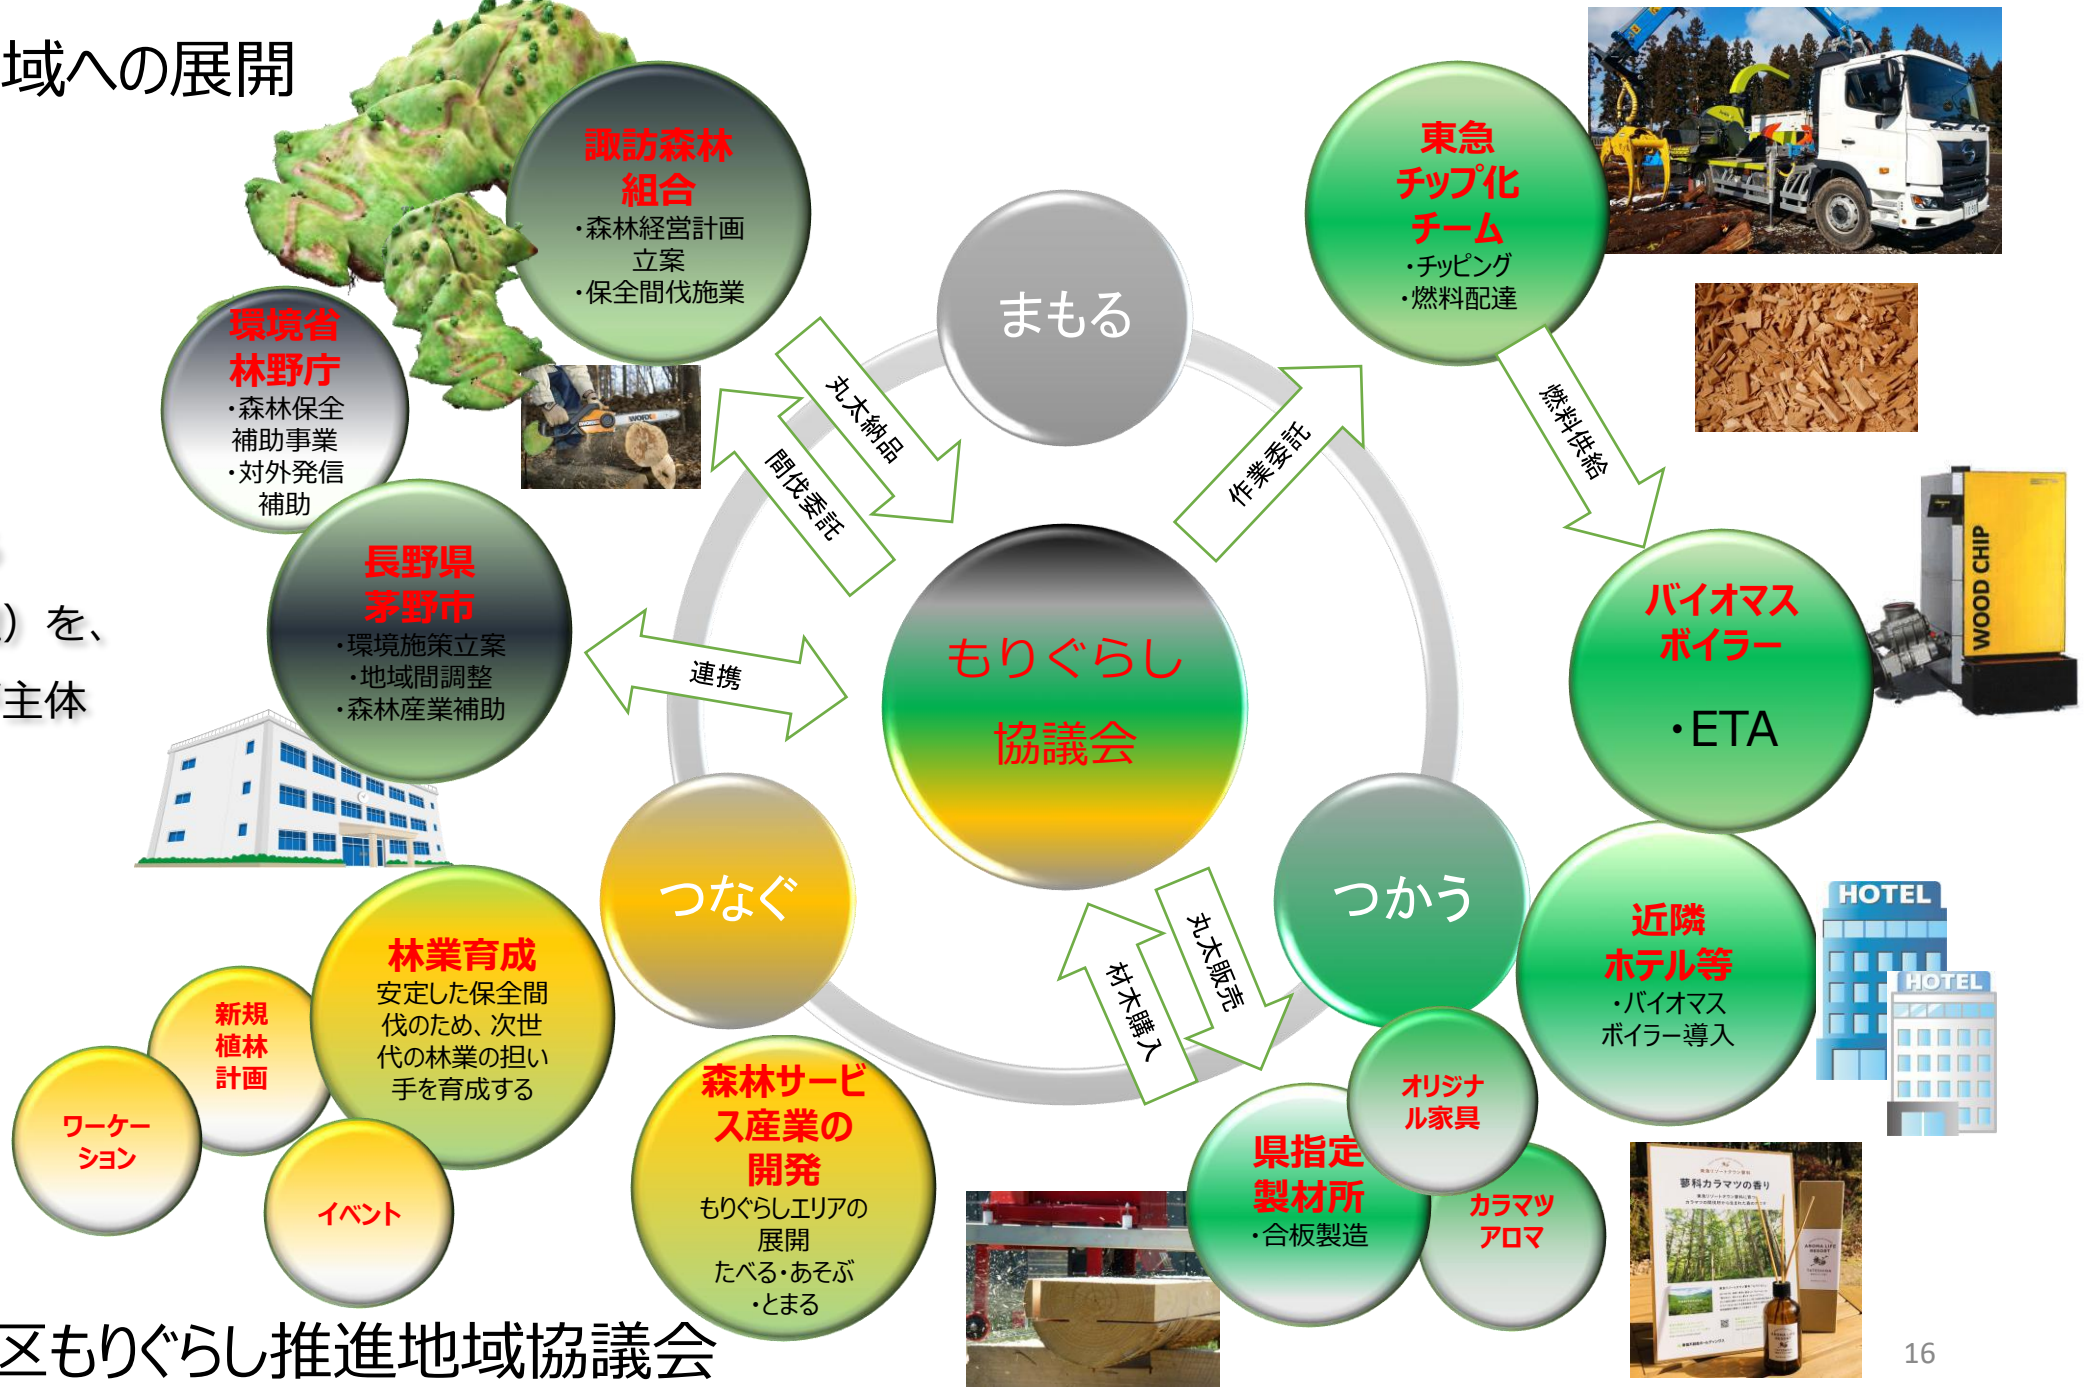 域への展開
諏訪森林
組合
・森林経営計画
立案
・保全間伐施業
環境省
林野庁
・森林保全
補助事業
・対外発信
補助
長野県
茅野市
・環境施策立案
・地域間調整
・森林産業補助
)を、
主体
まもる
東急
チップ化
チーム
・チッピング
・燃料配達
丸太納品
間伐委託
作業委託
燃料供給
連携
もりぐらし
協議会
バイオマス
ボイラー
・ETA
WOOD CHIP
つなぐ
つかう
近隣
ホテル等
・バイオマス
ボイラー導入
HOTEL
HOTEL
丸太販売
材木購入
林業育成
安定した保全間
伐のため、次世
代の林業の担い
手を育成する
新規
植林
計画
ワーケー
ション
イベント
森林サービ
ス産業の
開発
もりぐらしエリアの
展開
たべる・あそぶ
・とまる
県指定
製材所
・合板製造
オリジナ
ル家具
カラマツ
アロマ
蓼科カラマツの香り
区もりぐらし推進地域協議会
16